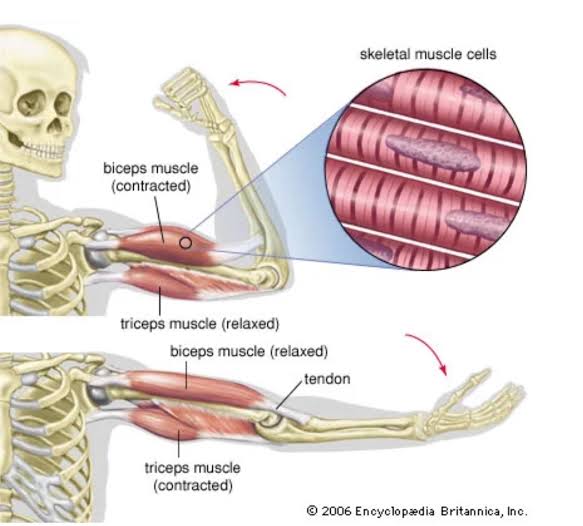 skeletal muscle cells
biceps muscle
(contracted)
triceps muscle (relaxed)
biceps muscle (relaxed)
tendon
triceps muscle
(contracted)
© 2006 Encyclopædia Britannica, Inc.